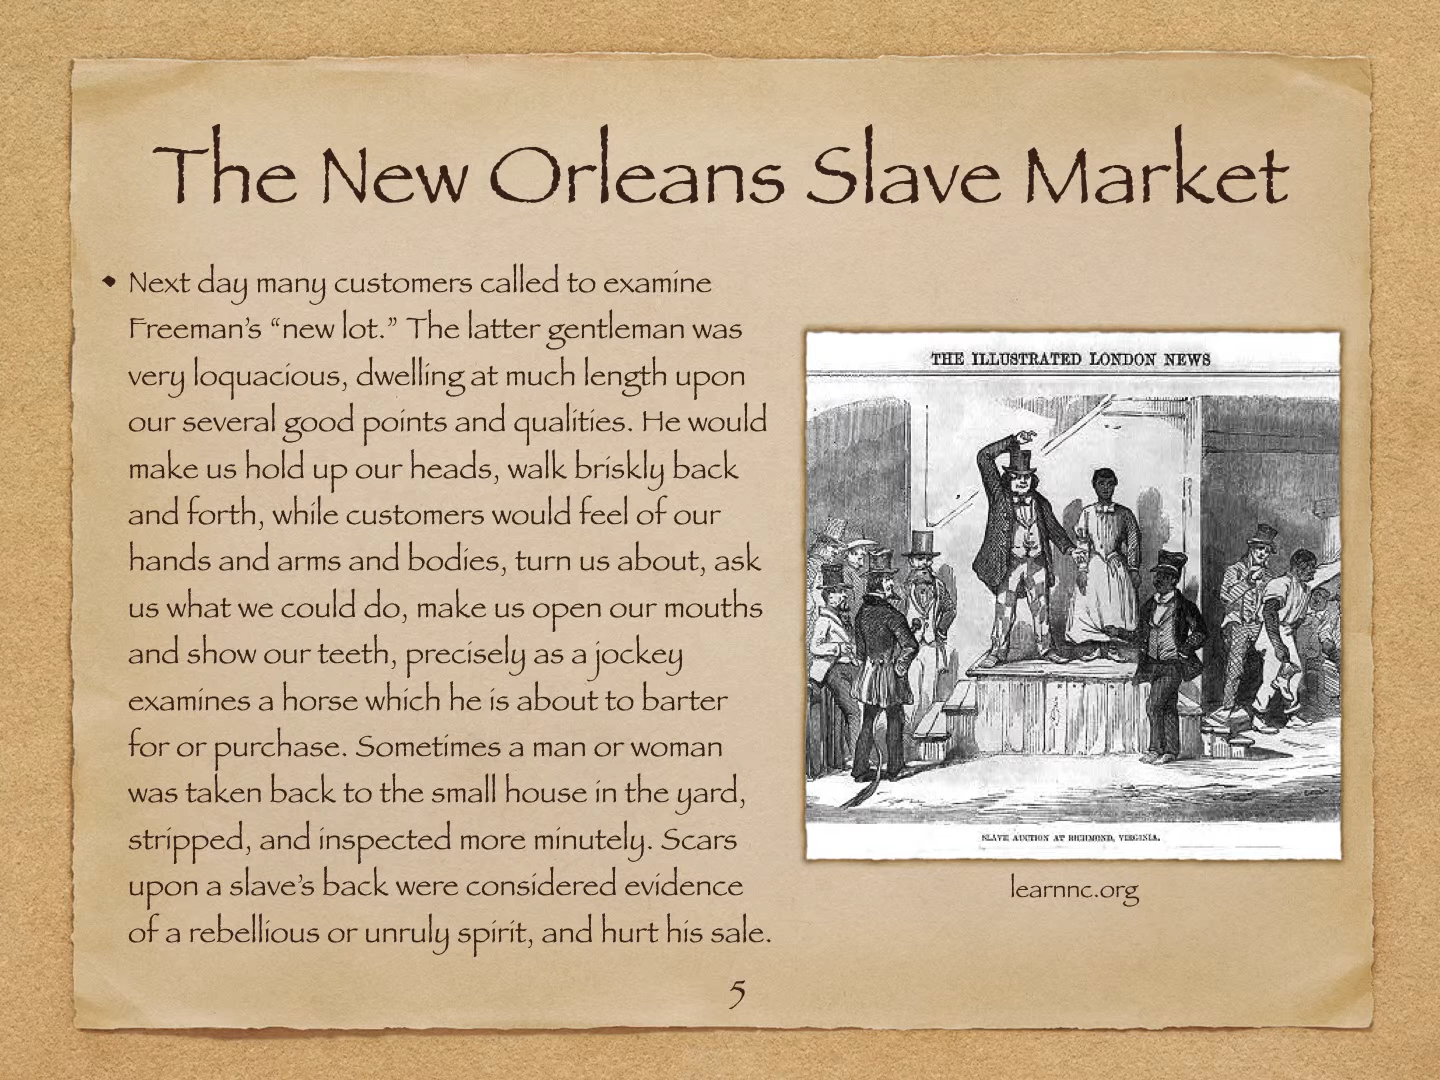 The New Orleans Slave Market
• Next day many customers called to examine
Freeman’s “new lot.” The latter gentleman was
very loquacious, dwelling at much length upon
our several good points and qualities. He would
make us hold up our heads, walk briskly back
and forth, while customers would feel of our
hands and arms and bodies, turn us about, ask
us what we could do, make us open our mouths
and show our teeth, precisely as a jockey
examines a horse which he is about to barter
for or purchase. Sometimes a man or woman
was taken back to the small house in the yard,
stripped, and inspected more minutely. Scars
upon a slave’s back were considered evidence
of a rebellious or unruly spirit, and hurt his sale.
THE ILLUSTRATED LONDON NEWS
SLAVE AUCTION AT RICHMOND, VIRGINIA.
learnnc.org
5